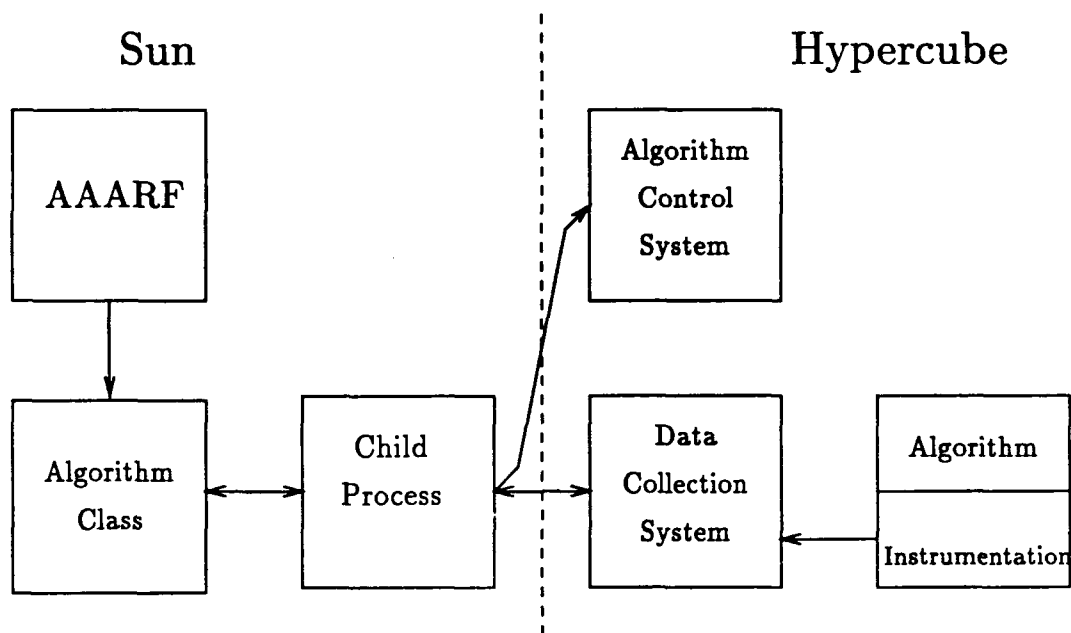 Sun
Hypercube
AAARF
Algorithm
Control
System
Algorithm
Class
Child
Process
Data
Collection
System
Algorithm
Instrumentation